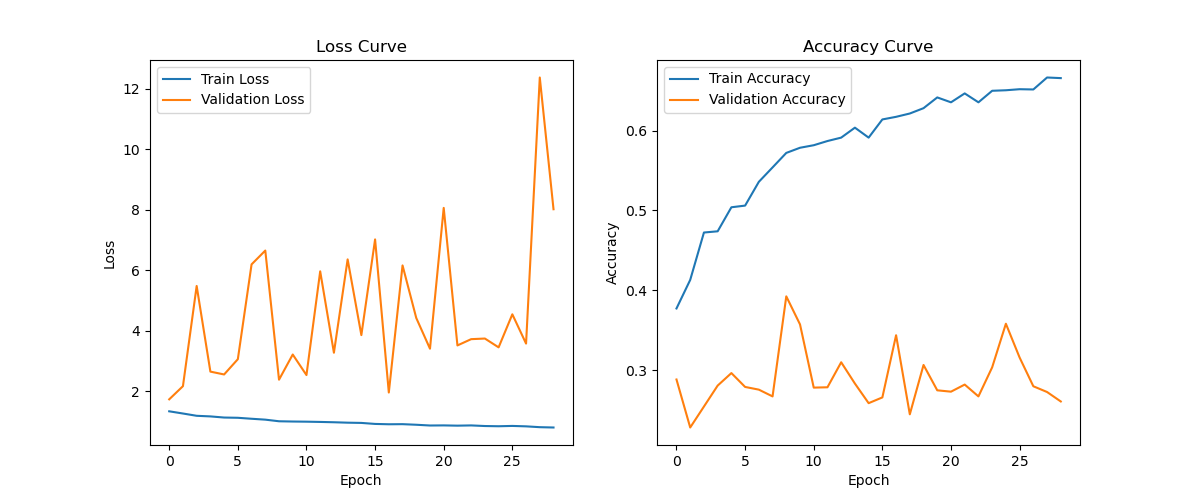 Loss Curve
Train Loss
Validation Loss
12
10
8
6
4
2
0
5
10
15
20
25
Epoch
Loss
Accuracy Curve
Train Accuracy
Validation Accuracy
0.6
0.5
0.4
0.3
0
5
10
15
20
25
Epoch
Accuracy